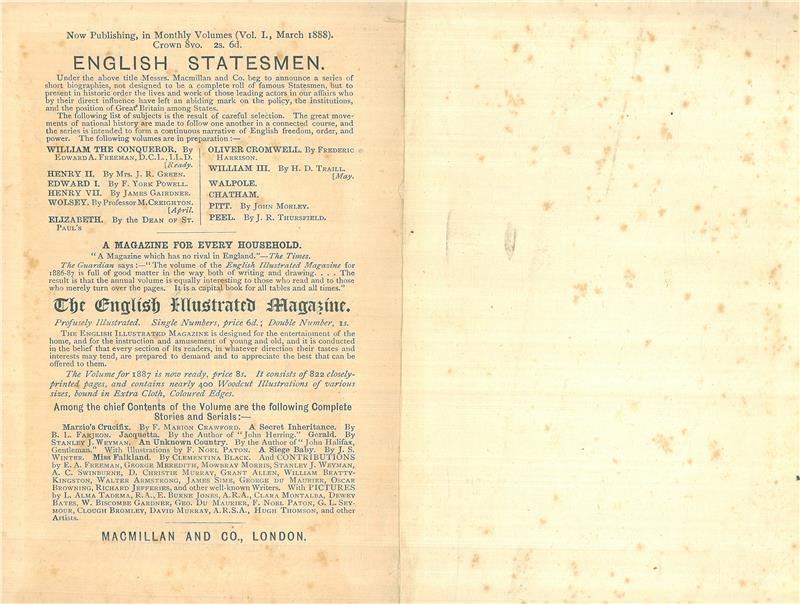 Now Publishing, in Monthly Volumes (Vol. I., March 1888).
Crown 8vo. 2s. 6d.
ENGLISH STATESMEN.
Under the above title Messrs. Macmillan and Co. beg to announce a series of
short biographies, not designed to be a complete roll of famous Statesmen, but to
present in historic order the lives and work of those leading actors in our affairs who
by their direct influence have left an abiding mark on the policy, the institutions,
and the position of Great Britain among States.
The following list of subjects is the result of careful selection. The great move-
ments of national history are made to follow one another in a connected course, and
the series is intended to form a continuous narrative of English freedom, order, and
power. The following volumes are in preparation:—
WILLIAM THE CONQUEROR. By
EDWARD A. FREEMAN, D.C.L., LL.D.
[Ready.
HENRY II. By Mrs. J. R. GREEN.
EDWARD I. By F. YORK POWELL.
HENRY VII. By JAMES GAIRDNER.
WOLSEY. By Professor M. CREIGHTON.
[April.
ELIZABETH. By the DEAN OF ST.
PAUL'S
OLIVER CROMWELL. By FREDERIC
HARRISON.
WILLIAM III. By H. D. TRAILL.
[May.
WALPOLE.
CHATHAM.
PITT. By JOHN MORLEY.
PEEL. By J. R. THURSFIELD.
A MAGAZINE FOR EVERY HOUSEHOLD.
"A Magazine which has no rival in England."—The Times.
The Guardian says:—"The volume of the English Illustrated Magazine for
1886-87 is full of good matter in the way both of writing and drawing. . . . The
result is that the annual volume is equally interesting to those who read and to those
who merely turn over the pages. It is a capital book for all tables and all times."
The English Illustrated Magazine.
Profusely Illustrated. Single Numbers, price 6d.; Double Number, 1s.
THE ENGLISH ILLUSTRATED MAGAZINE is designed for the entertainment of the
home, and for the instruction and amusement of young and old, and it is conducted
in the belief that every section of its readers, in whatever direction their tastes and
interests may tend, are prepared to demand and to appreciate the best that can be
offered to them.
The Volume for 1887 is now ready, price 8s. It consists of 822 closely-
printed pages, and contains nearly 400 Woodcut Illustrations of various
sizes, bound in Extra Cloth, Coloured Edges.
Among the chief Contents of the Volume are the following Complete
Stories and Serials:—
Marzio's Crucifix. By F. MARION CRAWFORD. A Secret Inheritance. By
B. L. FARJEON. Jacquetta. By the Author of "John Herring." Gerald. By
STANLEY J. WEYMAN. An Unknown Country. By the Author of "John Halifax,
Gentleman." With Illustrations by F. NOEL PATON. A Siege Baby. By J. S.
WINTER. Miss Falkland. By CLEMENTINA BLACK. And CONTRIBUTIONS
by E. A. FREEMAN, GEORGE MEREDITH, MOWBRAY MORRIS, STANLEY J. WEYMAN,
A. C. SWINBURNE, D. CHRISTIE MURRAY, GRANT ALLEN, WILLIAM BEATTY-
KINGSTON, WALTER ARMSTRONG, JAMES SIME, GEORGE DU MAURIER, OSCAR
BROWNING, RICHARD JEFFERIES, and other well-known Writers. With PICTURES
by L. ALMA TADEMA, R.A., E. BURNE JONES, A.R.A., CLARA MONTALBA, DEWEY
BATES, W. BISCOMBE GARDNER, GEO. DU MAURIER, F. NOEL PATON, G. L. SEY-
MOUR, CLOUGH BROMLEY, DAVID MURRAY, A.R.S.A., HUGH THOMSON, and other
Artists.
MACMILLAN AND CO., LONDON.